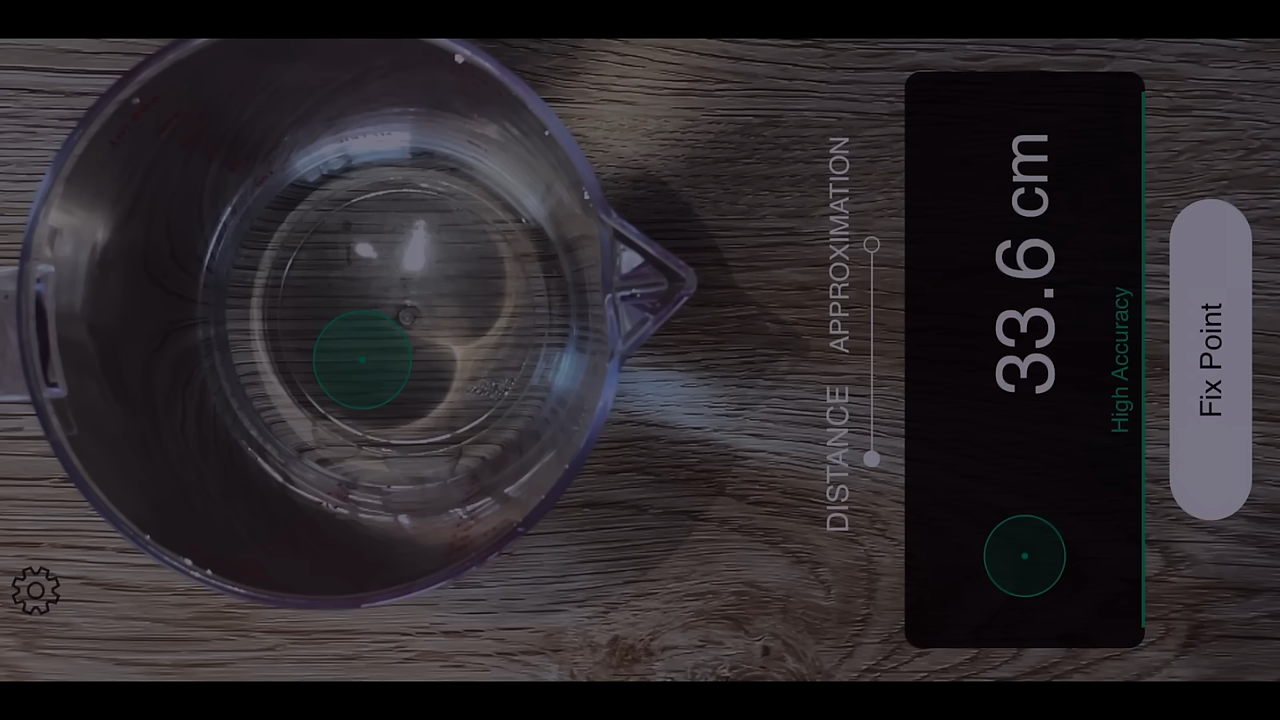 DISTANCE APPROXIMATION
33.6 cm
High Accuracy
Fix Point